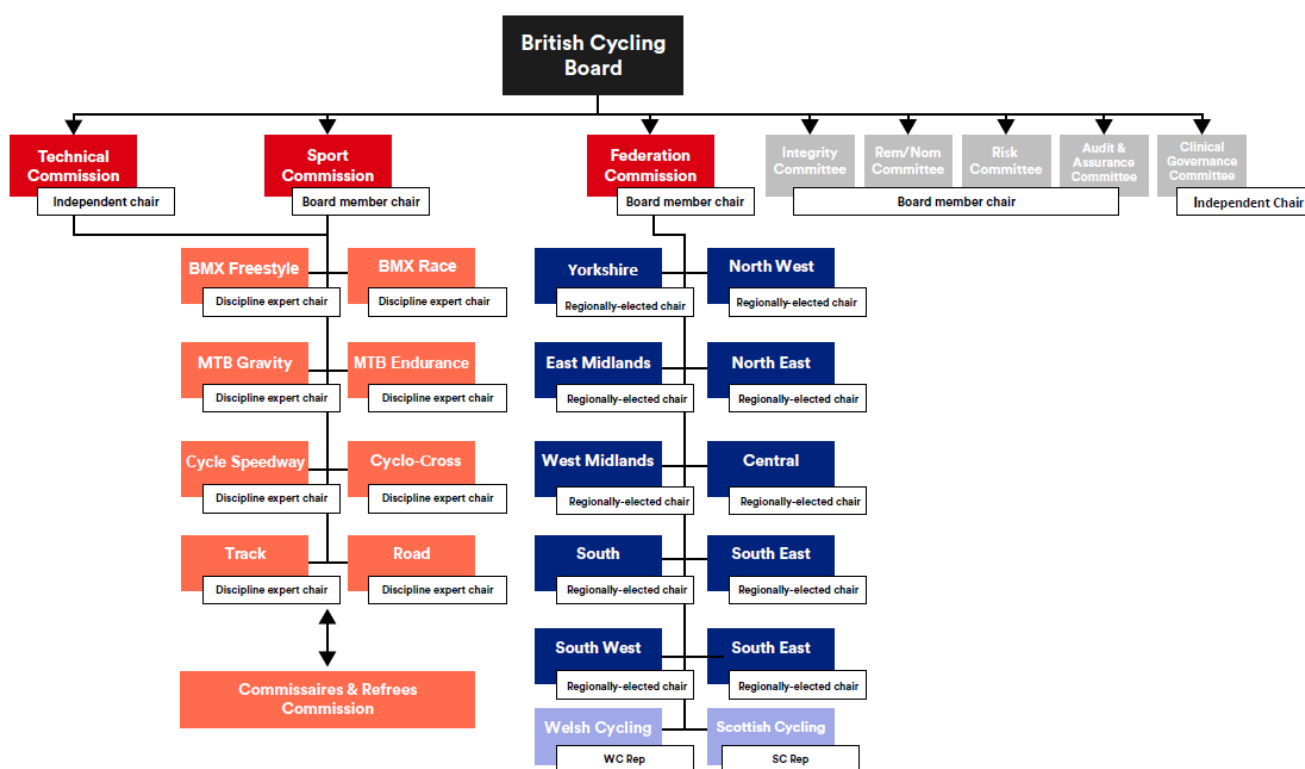 British Cycling
Board
Technical
Commission
Independent chair
Sport
Commission
Board member chair
Federation
Commission
Board member chair
Integrity
Committee
Rem/Nom
Committee
Risk
Committee
Audit &
Assurance
Committee
Board member chair
Clinical
Governance
Committee
Independent Chair
BMX Freestyle
Discipline expert chair
BMX Race
Discipline expert chair
MTB Gravity
Discipline expert chair
MTB Endurance
Discipline expert chair
Cycle Speedway
Discipline expert chair
Cyclo-Cross
Discipline expert chair
Track
Discipline expert chair
Road
Discipline expert chair
Commissaires & Refrees
Commission
Yorkshire
Regionally-elected chair
North West
Regionally-elected chair
East Midlands
Regionally-elected chair
North East
Regionally-elected chair
West Midlands
Regionally-elected chair
Central
Regionally-elected chair
South
Regionally-elected chair
South East
Regionally-elected chair
South West
Regionally-elected chair
South East
Regionally-elected chair
Welsh Cycling
WC Rep
Scottish Cycling
SC Rep